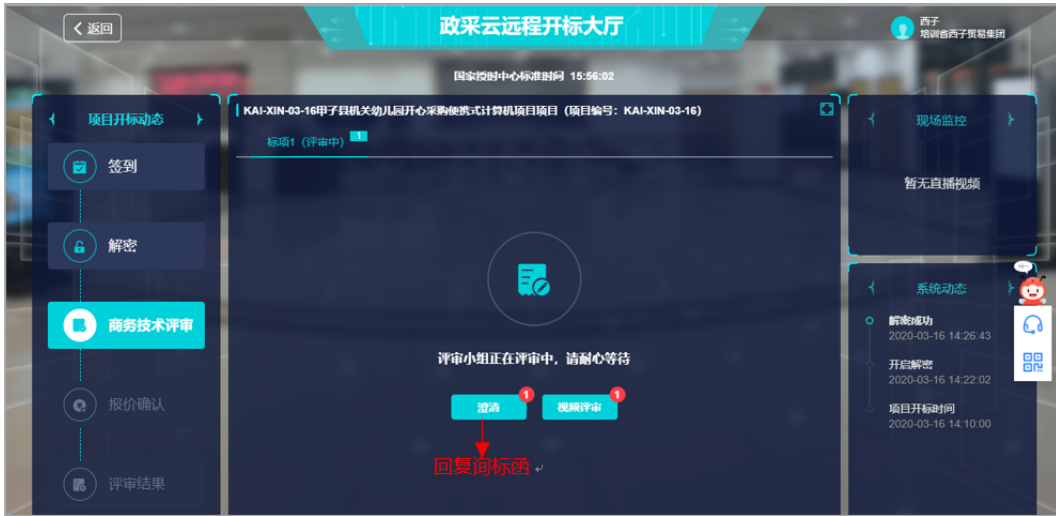 返回
政采云远程开标大厅
西子
培训省西子贸易集团
国家授时中心标准时间 15:56:02
项目开标动态
签到
解密
商务技术评审
报价确认
评审结果
KAI-XIN-03-16甲子县机关幼儿园开心采购便携式计算机项目项目（项目编号：KAI-XIN-03-16）
标项1（评审中） 1
评审小组正在评审中，请耐心等待
澄清 1
视频评审 1
回复询标函
现场监控
暂无直播视频
系统动态
解密成功
2020-03-16 14:26:43
开启解密
2020-03-16 14:22:02
项目开标时间
2020-03-16 14:10:00